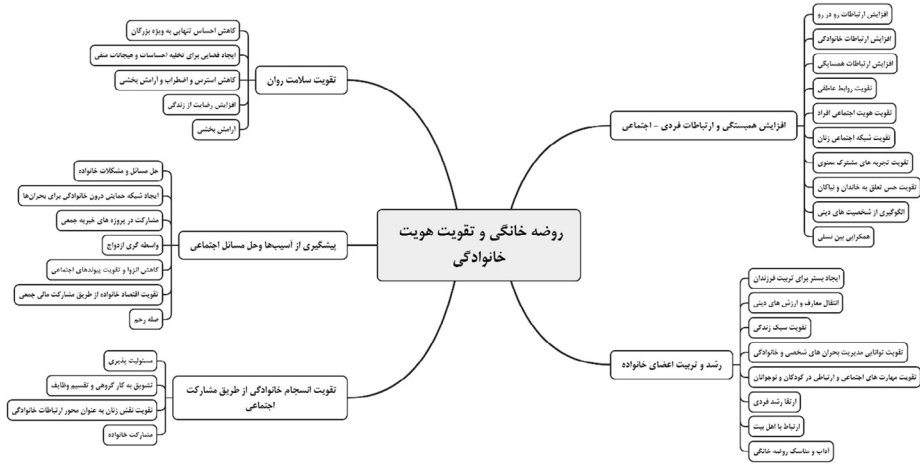 روضه خانگی و تقویت هویت
خانوادگی
افزایش همبستگی و ارتباطات فردی - اجتماعی
افزایش ارتباطات رو در رو
افزایش ارتباطات خانوادگی
افزایش ارتباطات همسایگی
تقویت روابط عاطفی
تقویت هویت اجتماعی افراد
تقویت شبکه اجتماعی زنان
تقویت تجربه های مشترک معنوی
تقویت حس تعلق به خاندان و نیاکان
الگوگیری از شخصیت های دینی
همگرایی بین نسلی
رشد و تربیت اعضای خانواده
ایجاد بستر برای تربیت فرزندان
انتقال معارف و ارزش های دینی
تقویت سبک زندگی
تقویت توانایی مدیریت بحران های شخصی و خانوادگی
تقویت مهارت های اجتماعی و ارتباطی در کودکان و نوجوانان
ارتقا رشد فردی
ارتباط با اهل بیت
آداب و مناسک روضه خانگی
تقویت سلامت روان
کاهش احساس تنهایی به ویژه بزرگان
ایجاد فضایی برای تخلیه احساسات و هیجانات منفی
کاهش استرس و اضطراب و آرامش بخشی
افزایش رضایت از زندگی
آرامش بخشی
پیشگیری از آسیب‌ها وحل مسائل اجتماعی
حل مسائل و مشکلات خانواده
ایجاد شبکه حمایتی درون خانوادگی برای بحران‌ها
مشارکت در پروژه های خیریه جمعی
واسطه گری ازدواج
کاهش انزوا و تقویت پیوندهای اجتماعی
تقویت اقتصاد خانواده از طریق مشارکت مالی جمعی
صله رحم
تقویت انسجام خانوادگی از طریق مشارکت
اجتماعی
مسئولیت پذیری
تشویق به کار گروهی و تقسیم وظایف
تقویت نقش زنان به عنوان محور ارتباطات خانوادگی
مشارکت خانواده